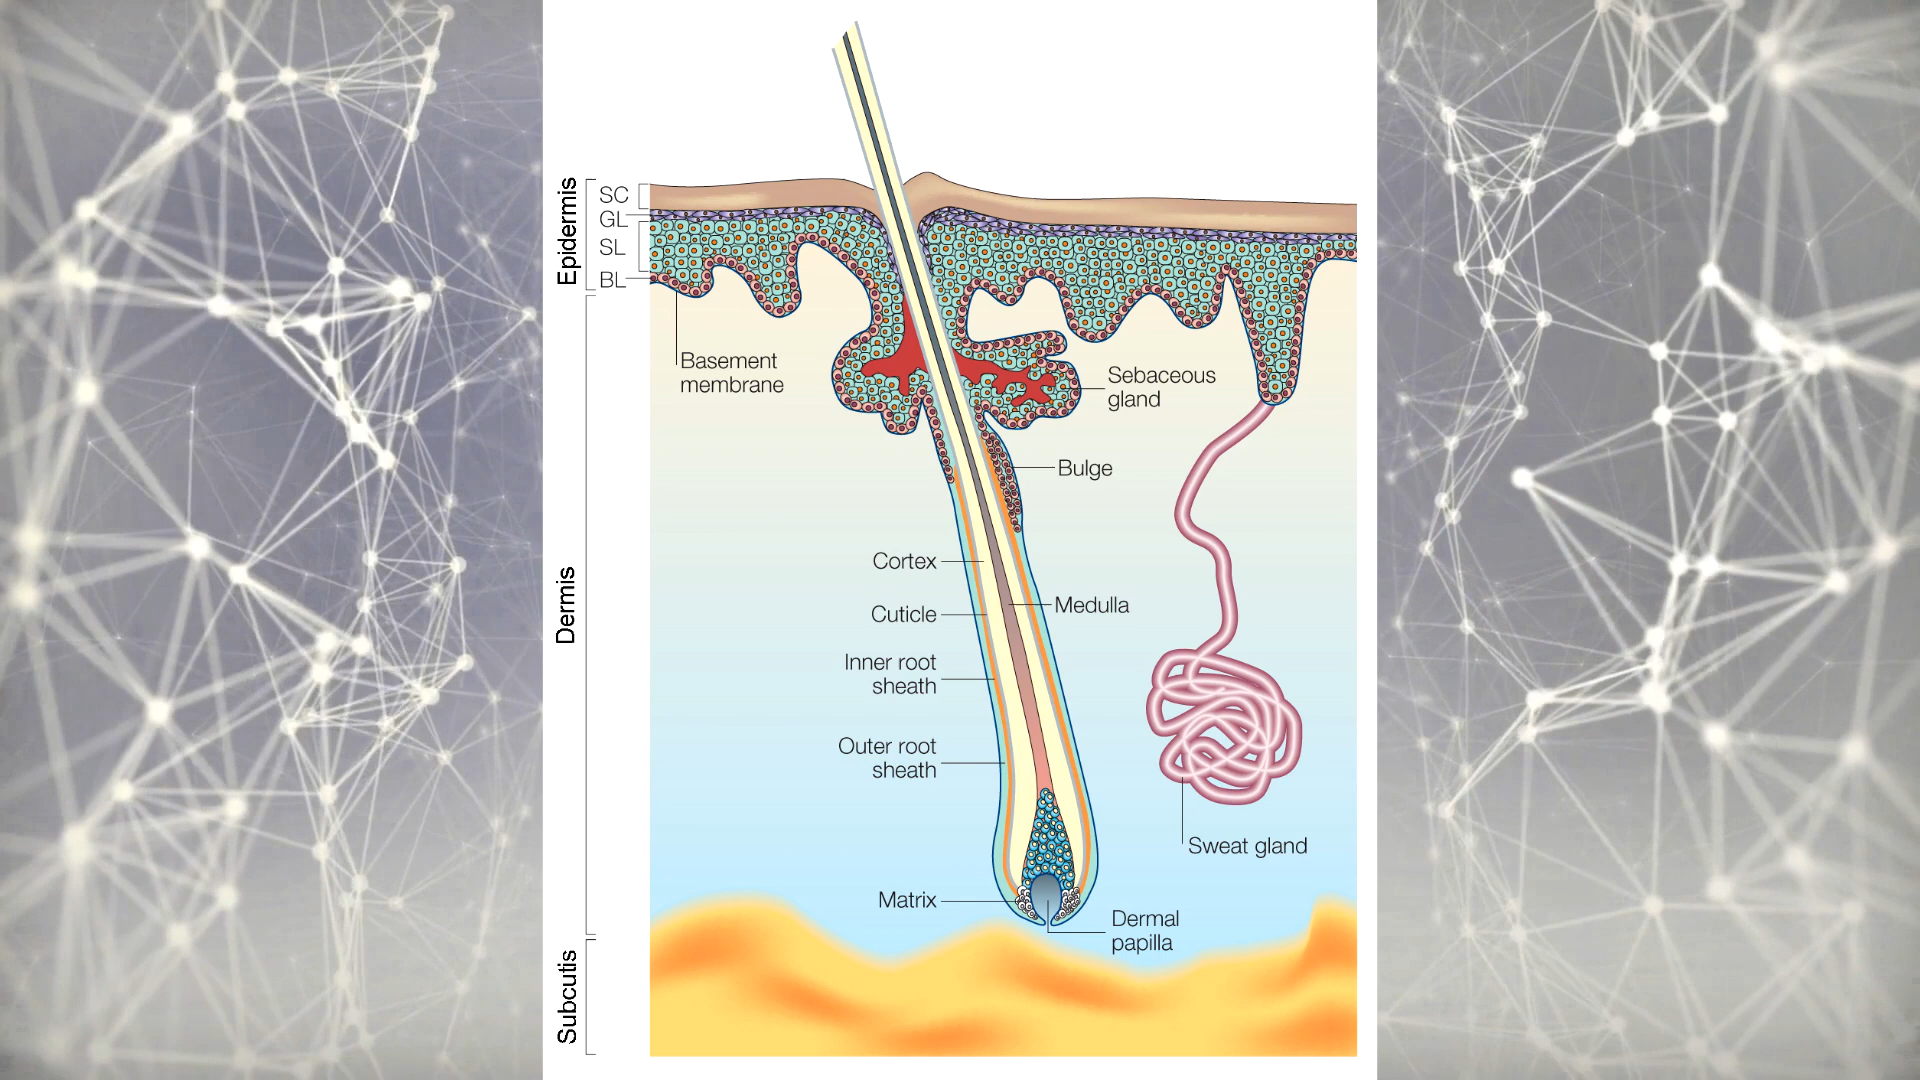 Epidermis
SC
GL
SL
BL
Basement
membrane
Sebaceous
gland
Bulge
Dermis
Cortex
Cuticle
Medulla
Inner root
sheath
Outer root
sheath
Sweat gland
Matrix
Dermal
papilla
Subcutis